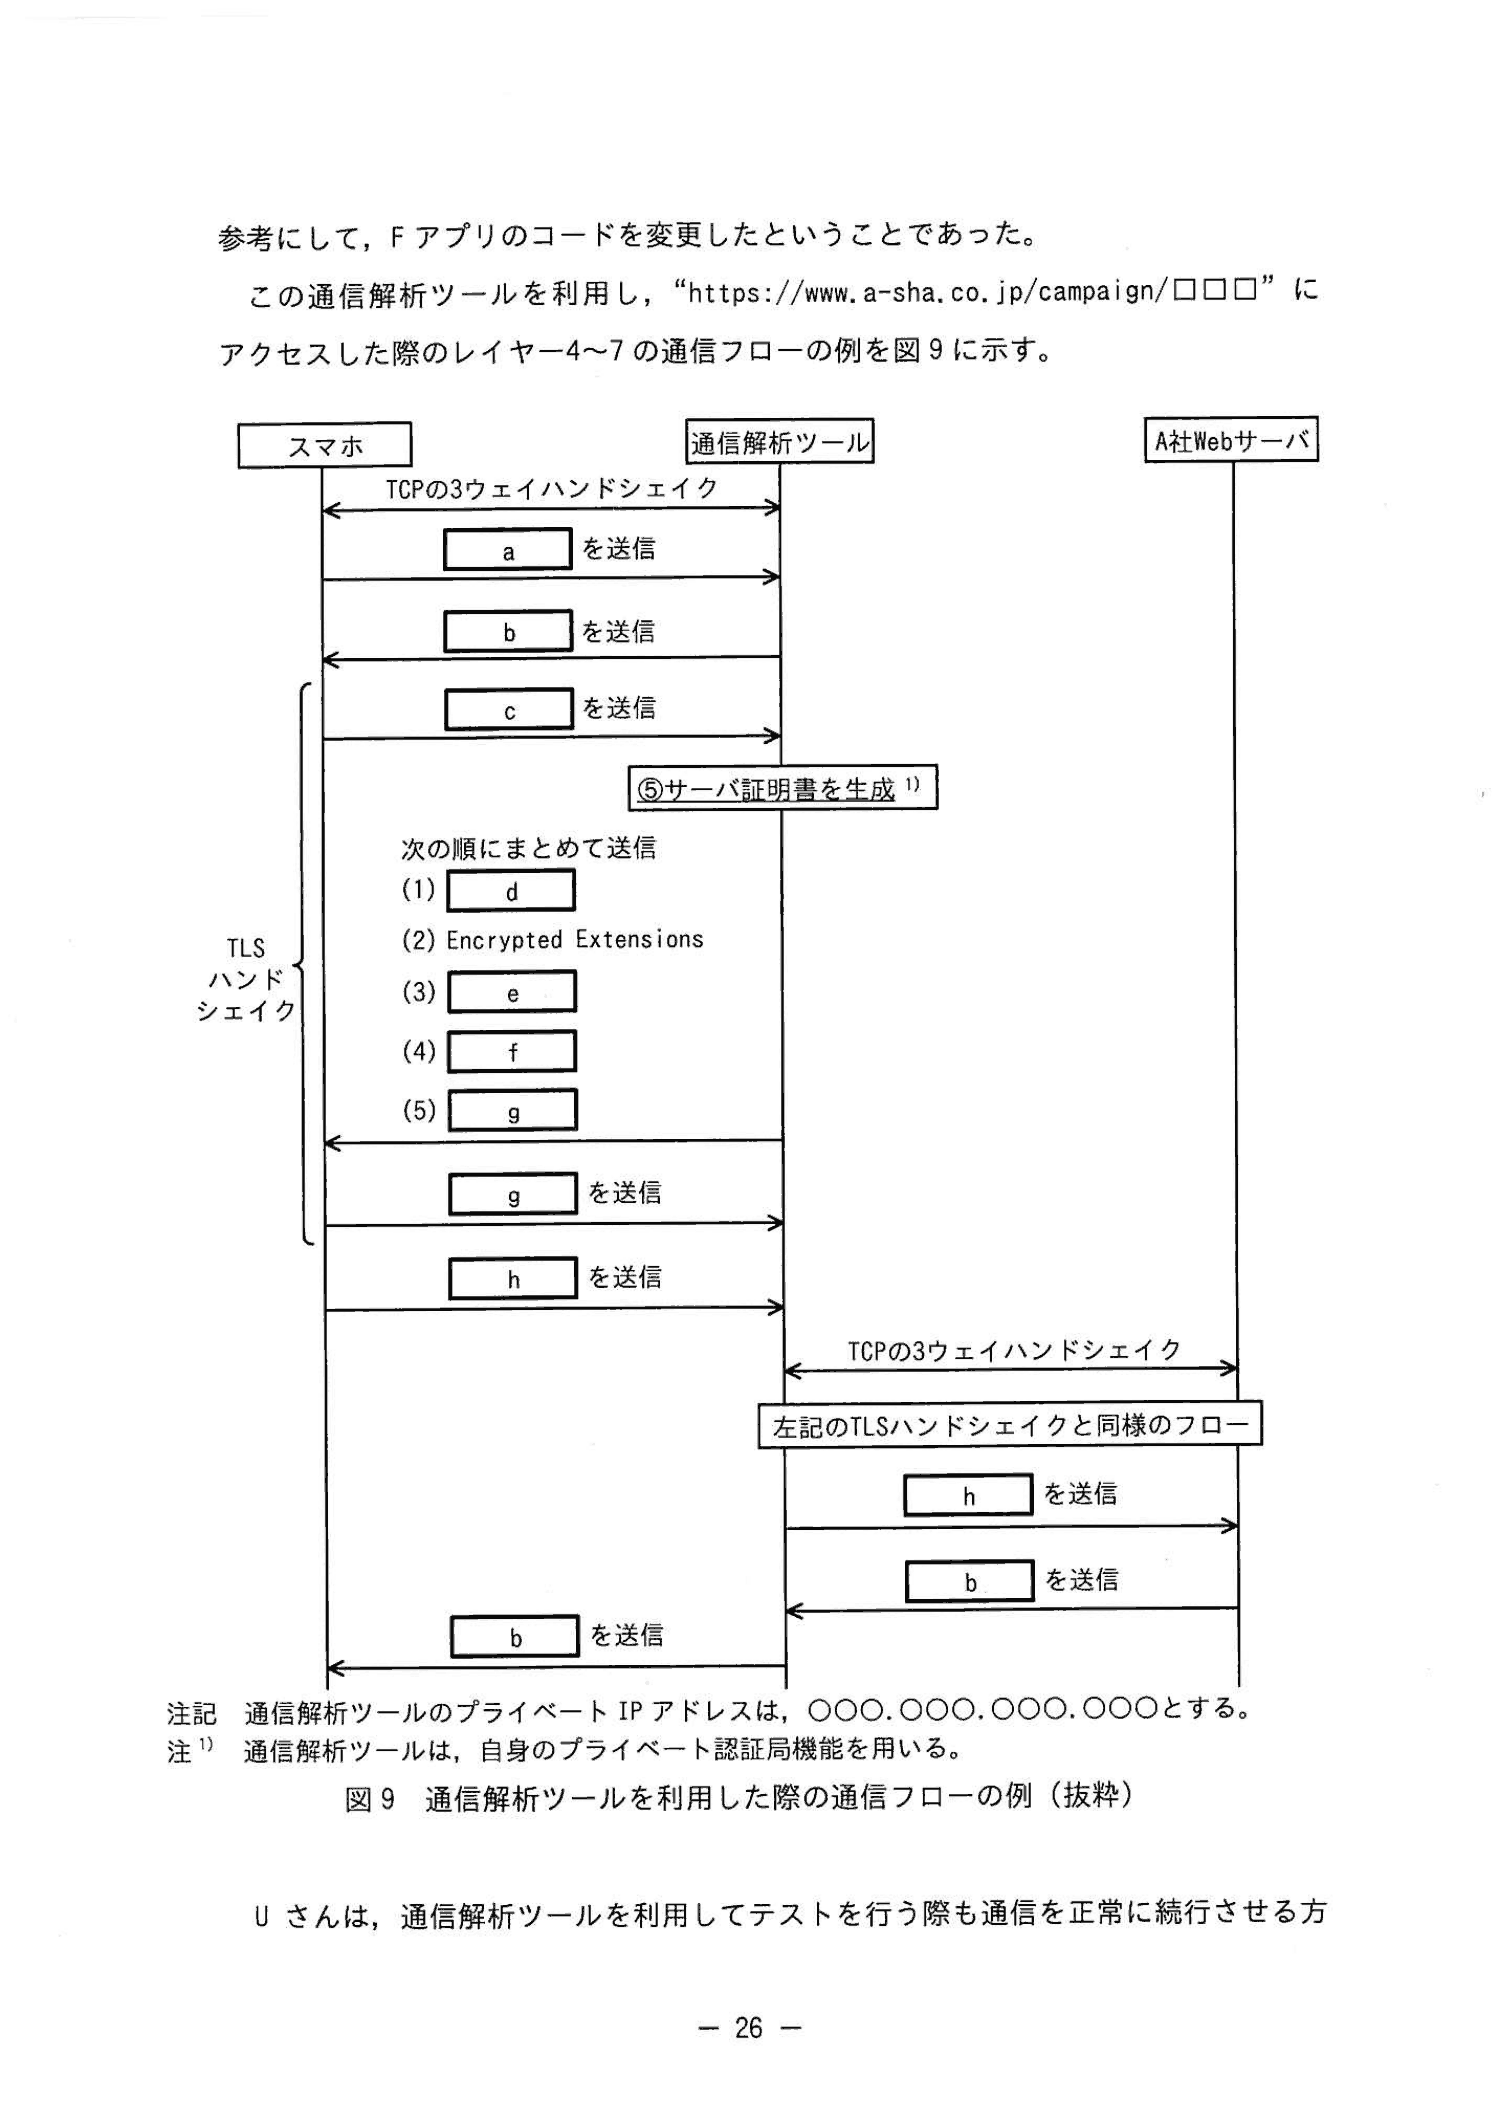 参考にして，F アプリのコードを変更したということであった。
この通信解析ツールを利用し，“https://www.a-sha.co.jp/campaign/□□□” に
アクセスした際のレイヤー4～7 の通信フローの例を図 9 に示す。
スマホ
通信解析ツール
A社Webサーバ
TCPの3ウェイハンドシェイク
a を送信
b を送信
c を送信
⑤サーバ証明書を生成 1)
次の順にまとめて送信
(1) d
(2) Encrypted Extensions
(3) e
(4) f
(5) g
TLS
ハンド
シェイク
g を送信
h を送信
TCPの3ウェイハンドシェイク
左記のTLSハンドシェイクと同様のフロー
h を送信
b を送信
b を送信
注記　通信解析ツールのプライベート IP アドレスは，○○○.○○○.○○○.○○○とする。
注 1)　通信解析ツールは，自身のプライベート認証局機能を用いる。
図 9　通信解析ツールを利用した際の通信フローの例（抜粋）
U さんは，通信解析ツールを利用してテストを行う際も通信を正常に続行させる方
－ 26 －